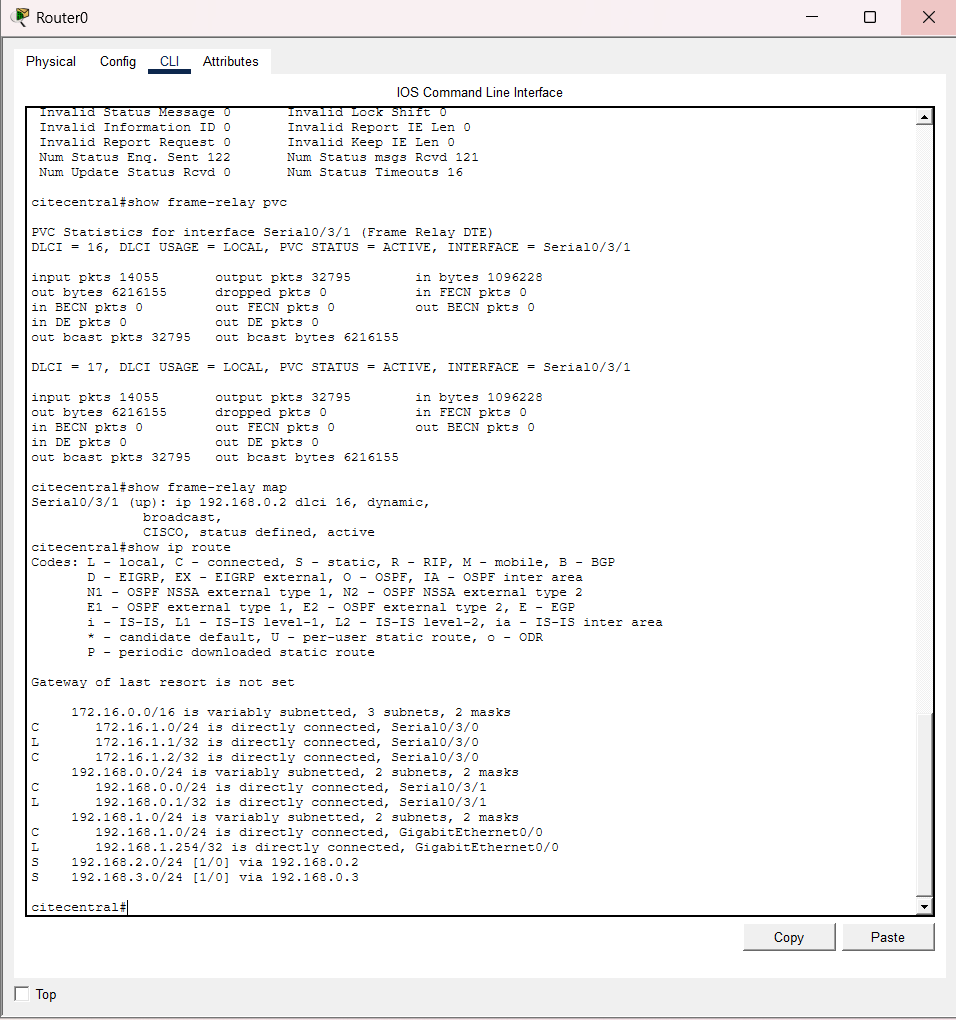 Router0
Physical Config CLI Attributes
IOS Command Line Interface
Invalid Status Message 0 Invalid Lock Shift 0
Invalid Information ID 0 Invalid Report IE Len 0
Invalid Report Request 0 Invalid Keep IE Len 0
Num Status Enq. Sent 122 Num Status msgs Rcvd 121
Num Update Status Rcvd 0 Num Status Timeouts 16
citecentral#show frame-relay pvc
PVC Statistics for interface Serial0/3/1 (Frame Relay DTE)
DLCI = 16, DLCI USAGE = LOCAL, PVC STATUS = ACTIVE, INTERFACE = Serial0/3/1
input pkts 14055 output pkts 32795 in bytes 1096228
out bytes 6216155 dropped pkts 0 in FECN pkts 0
in BECN pkts 0 out FECN pkts 0 out BECN pkts 0
in DE pkts 0 out DE pkts 0
out bcast pkts 32795 out bcast bytes 6216155
DLCI = 17, DLCI USAGE = LOCAL, PVC STATUS = ACTIVE, INTERFACE = Serial0/3/1
input pkts 14055 output pkts 32795 in bytes 1096228
out bytes 6216155 dropped pkts 0 in FECN pkts 0
in BECN pkts 0 out FECN pkts 0 out BECN pkts 0
in DE pkts 0 out DE pkts 0
out bcast pkts 32795 out bcast bytes 6216155
citecentral#show frame-relay map
Serial0/3/1 (up): ip 192.168.0.2 dlci 16, dynamic,
broadcast,
CISCO, status defined, active
citecentral#show ip route
Codes: L - local, C - connected, S - static, R - RIP, M - mobile, B - BGP
D - EIGRP, EX - EIGRP external, O - OSPF, IA - OSPF inter area
N1 - OSPF NSSA external type 1, N2 - OSPF NSSA external type 2
E1 - OSPF external type 1, E2 - OSPF external type 2, E - EGP
i - IS-IS, L1 - IS-IS level-1, L2 - IS-IS level-2, ia - IS-IS inter area
* - candidate default, U - per-user static route, o - ODR
P - periodic downloaded static route
Gateway of last resort is not set
172.16.0.0/16 is variably subnetted, 3 subnets, 2 masks
C 172.16.1.0/24 is directly connected, Serial0/3/0
L 172.16.1.1/32 is directly connected, Serial0/3/0
C 172.16.1.2/32 is directly connected, Serial0/3/0
192.168.0.0/24 is variably subnetted, 2 subnets, 2 masks
C 192.168.0.0/24 is directly connected, Serial0/3/1
L 192.168.0.1/32 is directly connected, Serial0/3/1
192.168.1.0/24 is variably subnetted, 2 subnets, 2 masks
C 192.168.1.0/24 is directly connected, GigabitEthernet0/0
L 192.168.1.254/32 is directly connected, GigabitEthernet0/0
S 192.168.2.0/24 [1/0] via 192.168.0.2
S 192.168.3.0/24 [1/0] via 192.168.0.3
citecentral#
Copy Paste
Top